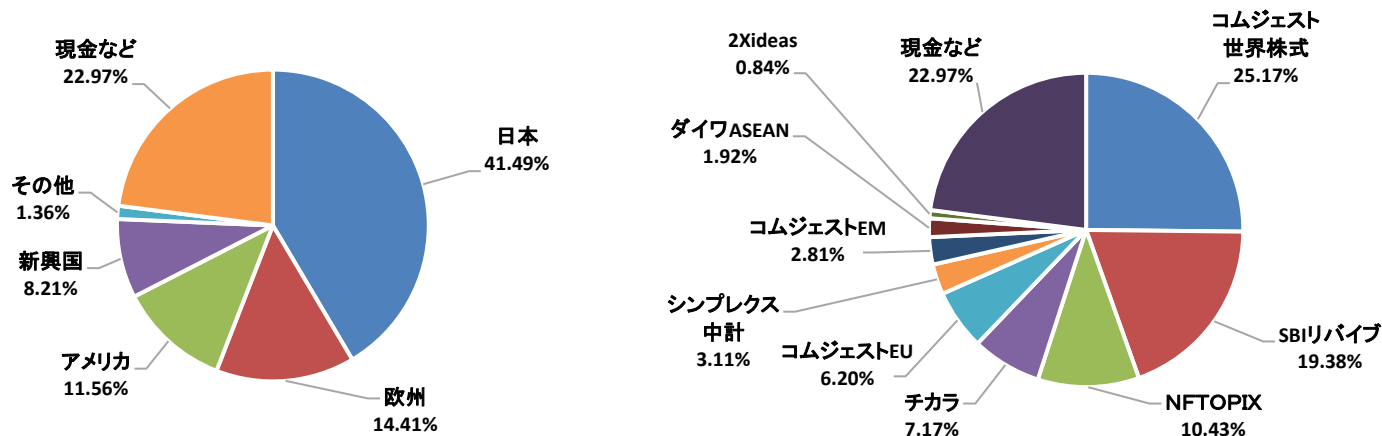 現金など
22.97%
日本
41.49%
その他
1.36%
新興国
8.21%
アメリカ
11.56%
欧州
14.41%
コムジェスト
世界株式
25.17%
2Xideas
0.84%
現金など
22.97%
ダイワASEAN
1.92%
コムジェストEM
2.81%
シンプレクス
中計
3.11%
コムジェストEU
6.20%
チカラ
7.17%
NFTOPIX
10.43%
SBIリバイブ
19.38%